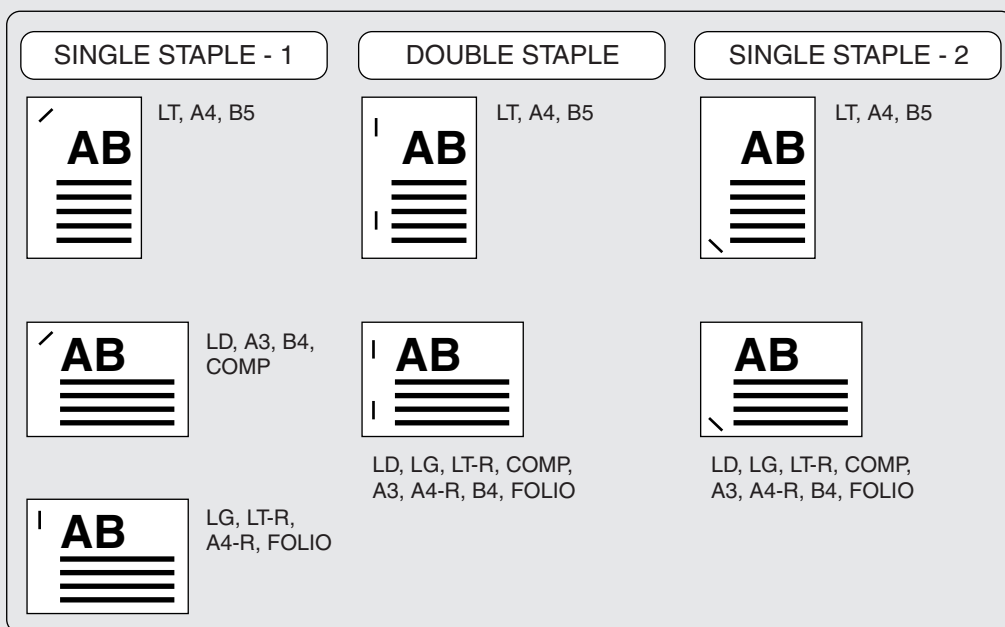 SINGLE STAPLE - 1
LT, A4, B5
AB
AB
LD, A3, B4,
COMP
AB
LG, LT-R,
A4-R, FOLIO
DOUBLE STAPLE
LT, A4, B5
AB
AB
LD, LG, LT-R, COMP,
A3, A4-R, B4, FOLIO
SINGLE STAPLE - 2
LT, A4, B5
AB
AB
LD, LG, LT-R, COMP,
A3, A4-R, B4, FOLIO